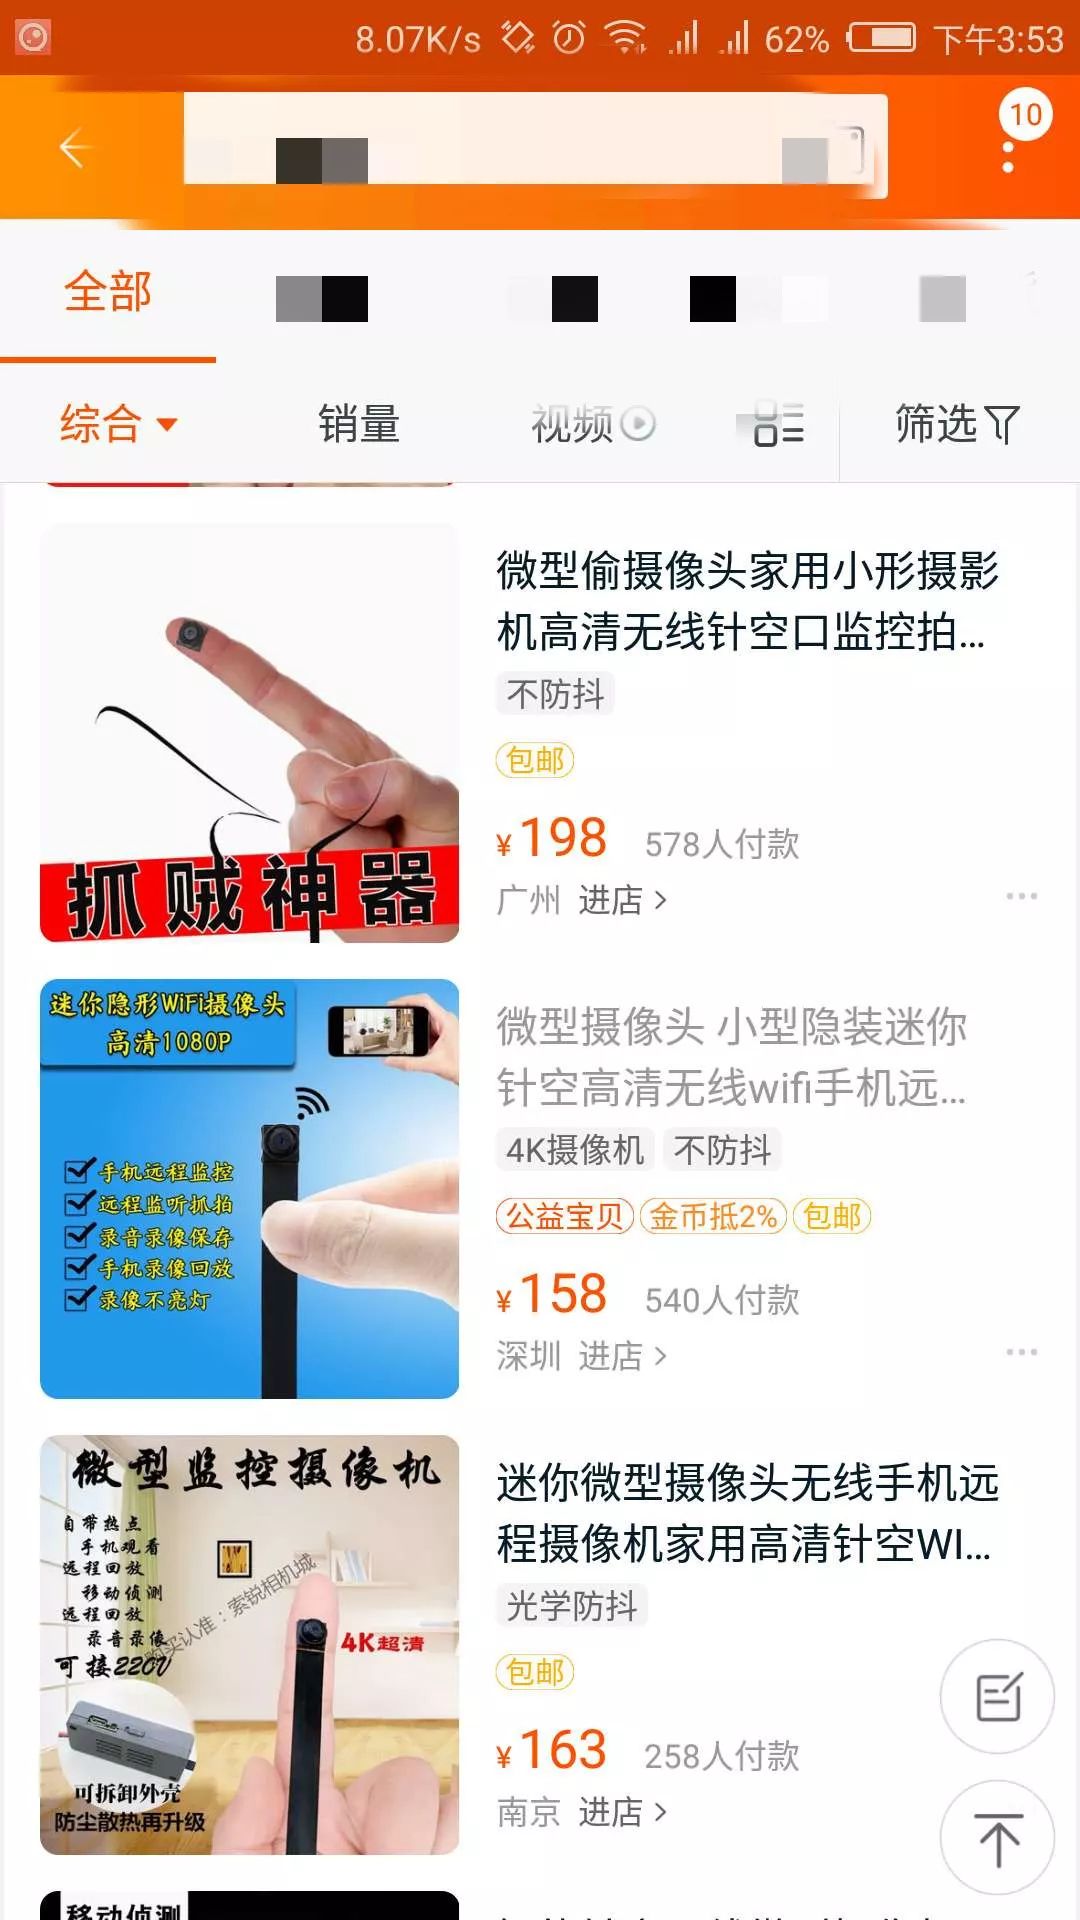 8.07K/s 62% 下午3:53
10
全部
综合 销量 视频 筛选
微型偷摄像头家用小形摄影
机高清无线针空口监控拍...
不防抖
包邮
¥198 578人付款
广州 进店 >
抓贼神器
迷你隐形WiFi摄像头
高清1080P
手机远程监控
远程监听抓拍
录音录像保存
手机录像回放
录像不亮灯
微型摄像头 小型隐装迷你
针空高清无线wifi手机远...
4K摄像机 不防抖
公益宝贝 金币抵2% 包邮
¥158 540人付款
深圳 进店 >
微型监控摄像机
自带热点
手机观看
远程回放
移动侦测
远程回放
录音录像
可接220V
购买认准：索锐相机城
4K超清
可拆卸外壳
防尘散热再升级
迷你微型摄像头无线手机远
程摄像机家用高清针空WI...
光学防抖
包邮
¥163 258人付款
南京 进店 >
移动侦测